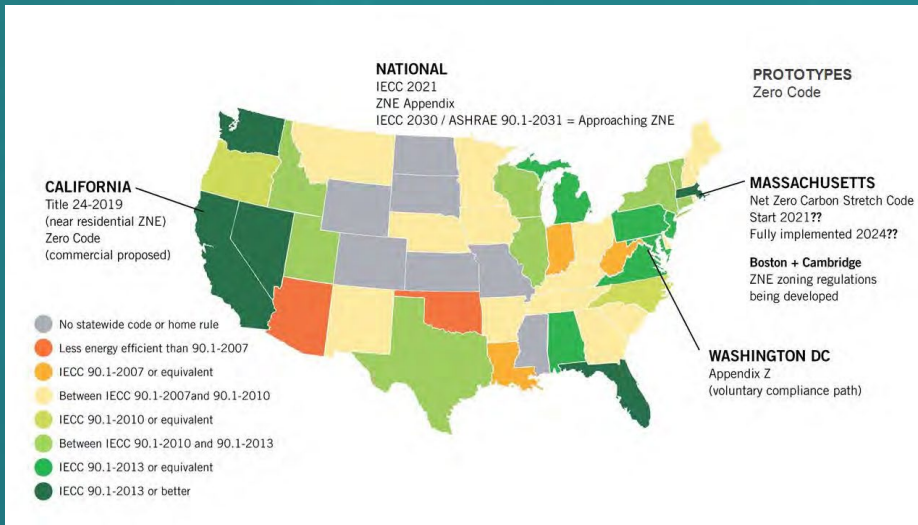 NATIONAL
IECC 2021
ZNE Appendix
IECC 2030 / ASHRAE 90.1-2031 = Approaching ZNE
PROTOTYPES
Zero Code
CALIFORNIA
Title 24-2019
(near residential ZNE)
Zero Code
(commercial proposed)
MASSACHUSETTS
Net Zero Carbon Stretch Code
Start 2021??
Fully implemented 2024??
Boston + Cambridge
ZNE zoning regulations
being developed
WASHINGTON DC
Appendix Z
(voluntary compliance path)
No statewide code or home rule
Less energy efficient than 90.1-2007
IECC 90.1-2007 or equivalent
Between IECC 90.1-2007and 90.1-2010
IECC 90.1-2010 or equivalent
Between IECC 90.1-2010 and 90.1-2013
IECC 90.1-2013 or equivalent
IECC 90.1-2013 or better